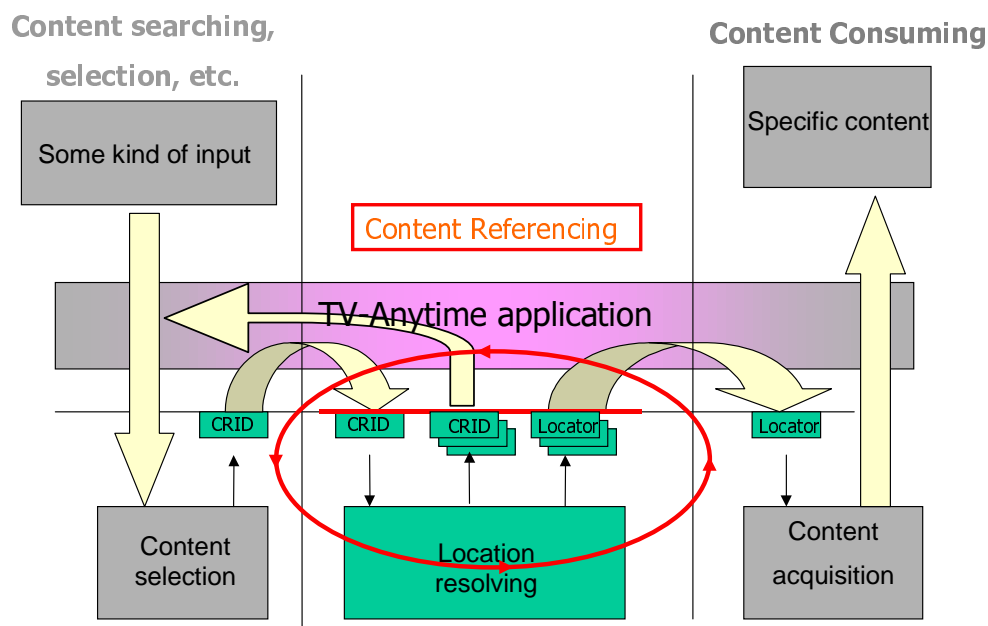 Content searching,
selection, etc.
Content Consuming
Some kind of input
Specific content
Content Referencing
TV-Anytime application
CRID
CRID
CRID
Locator
Locator
Content
selection
Location
resolving
Content
acquisition